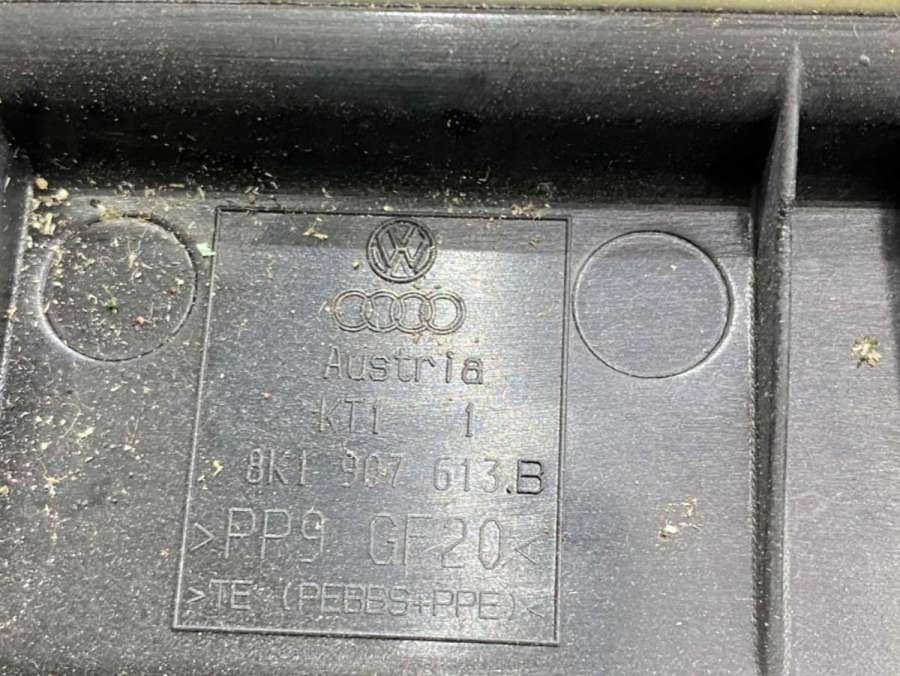 Austria
KT1 1
8K1 907 613.B
>PP9 GF20<
>TE (PEBBS+PPE)<